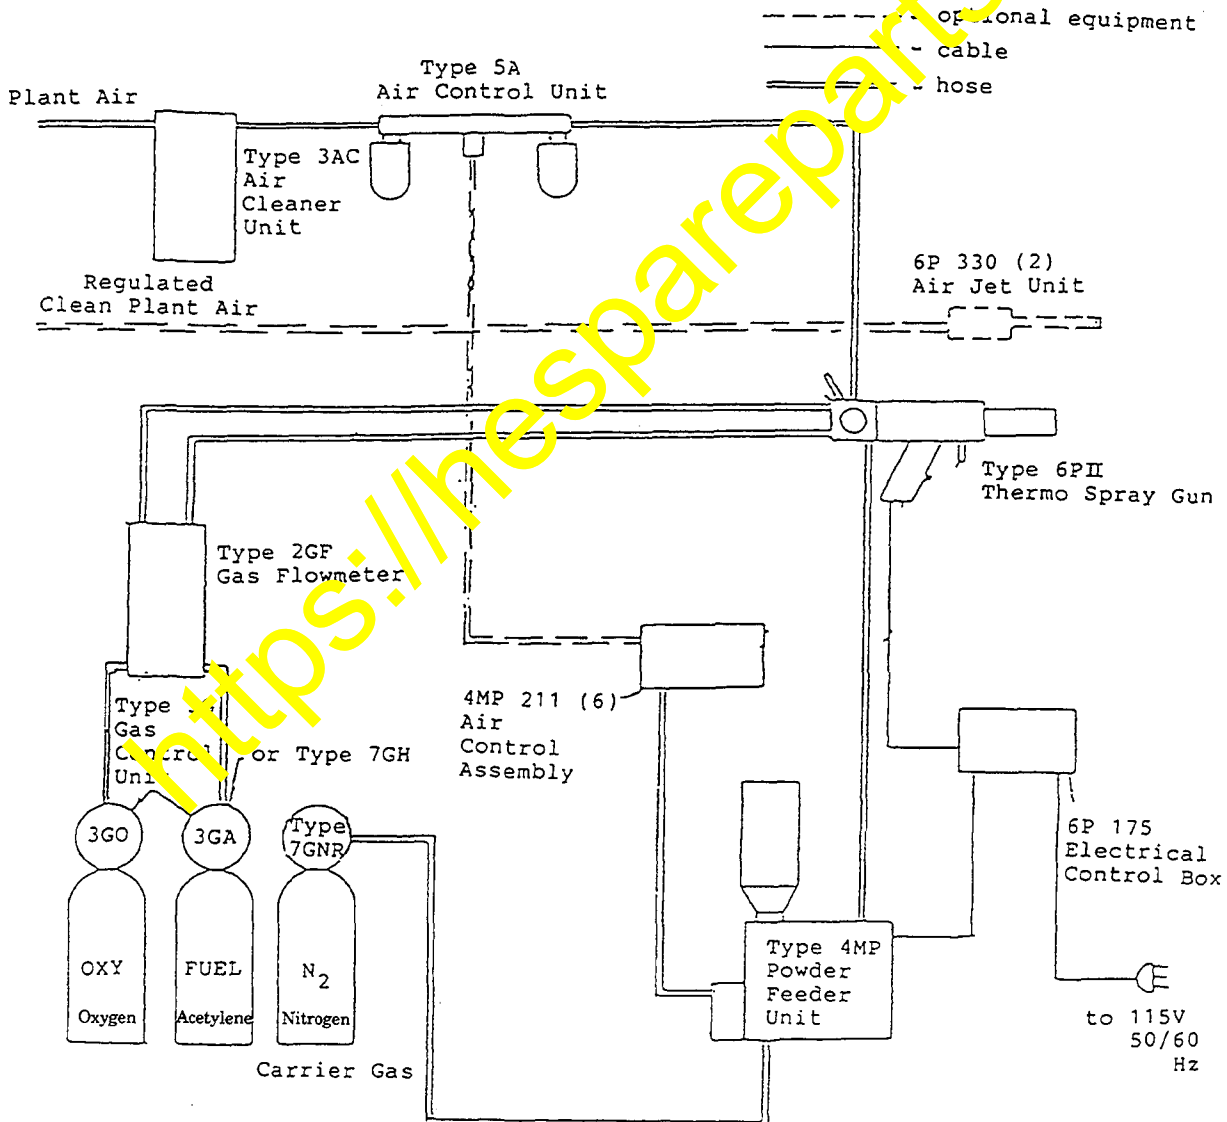 - optional equipment
- cable
- hose
Type 5A
Air Control Unit
Plant Air
Type 3AC
Air
Cleaner
Unit
6P 330 (2)
Air Jet Unit
Regulated
Clean Plant Air
Type 6PII
Thermo Spray Gun
Type 2GF
Gas Flowmeter
4MP 211 (6)
Air
Control
Assembly
Type
Gas
Control
Unit
or Type 7GH
6P 175
Electrical
Control Box
3GO
3GA
Type
7GNR
OXY
Oxygen
FUEL
Acetylene
N2
Nitrogen
Carrier Gas
Type 4MP
Powder
Feeder
Unit
to 115V
50/60
Hz
https://hespareparts